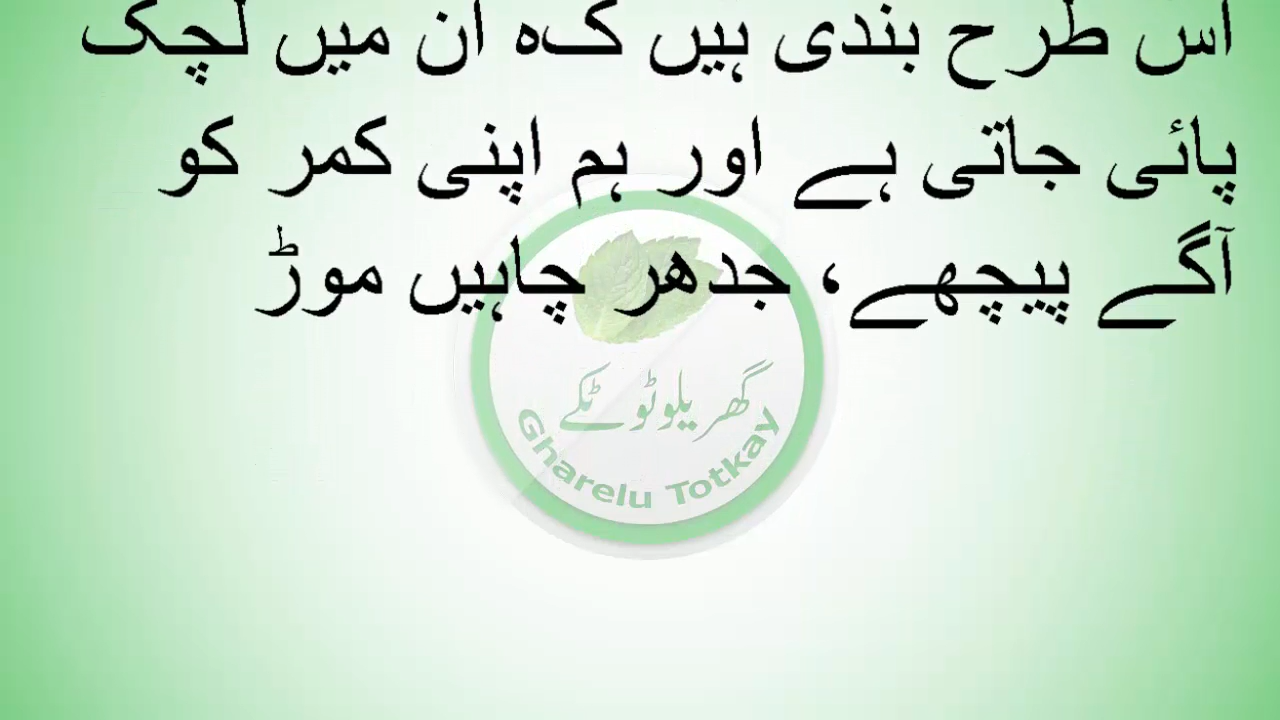 اس طرح بندی ہیں کہ ان میں لچک
پائی جاتی ہے اور ہم اپنی کمر کو
آگے پیچھے، جدھر چاہیں موڑ
گھریلو ٹوٹکے
Gharelu Totkay